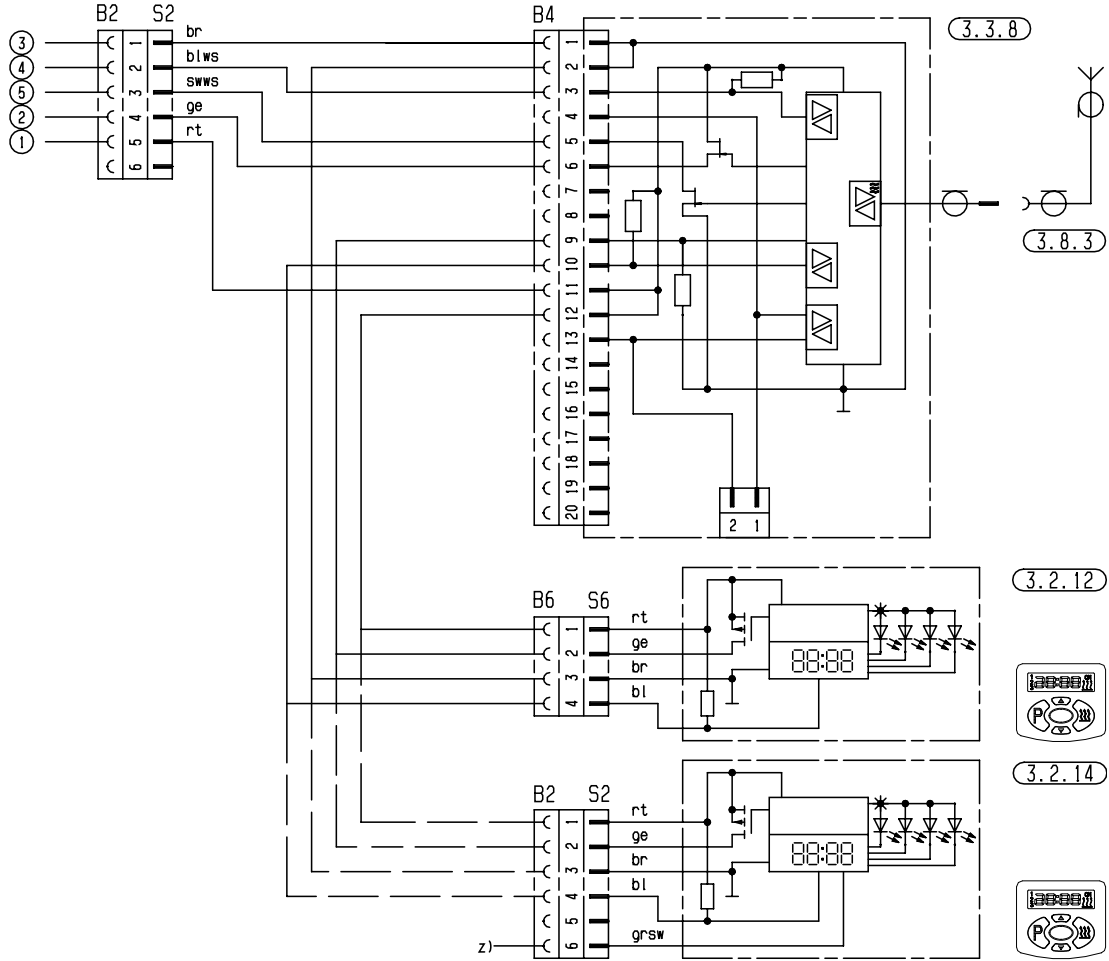 B2 S2
3 1 br
4 2 blws
5 3 swws
2 4 ge
1 5 rt
6
B4
1
2
3
4
5
6
7
8
9
10
11
12
13
14
15
16
17
18
19
20
2 1
3.3.8
3.8.3
B6 S6
1 rt
2 ge
3 br
4 bl
88:88
3.2.12
P
B2 S2
1 rt
2 ge
3 br
4 bl
5
z) 6 grsw
88:88
3.2.14
P